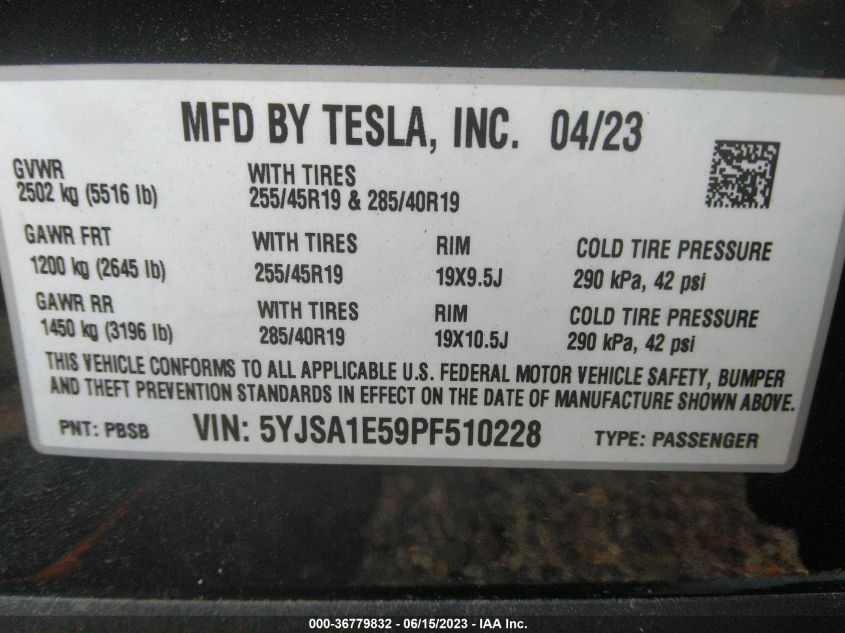 MFD BY TESLA, INC. 04/23
GVWR WITH TIRES
2502 kg (5516 lb) 255/45R19 & 285/40R19
GAWR FRT WITH TIRES RIM COLD TIRE PRESSURE
1200 kg (2645 lb) 255/45R19 19X9.5J 290 kPa, 42 psi
GAWR RR WITH TIRES RIM COLD TIRE PRESSURE
1450 kg (3196 lb) 285/40R19 19X10.5J 290 kPa, 42 psi
THIS VEHICLE CONFORMS TO ALL APPLICABLE U.S. FEDERAL MOTOR VEHICLE SAFETY, BUMPER
AND THEFT PREVENTION STANDARDS IN EFFECT ON THE DATE OF MANUFACTURE SHOWN ABOVE.
PNT: PBSB VIN: 5YJSA1E59PF510228 TYPE: PASSENGER
000-36779832 - 06/15/2023 - IAA Inc.